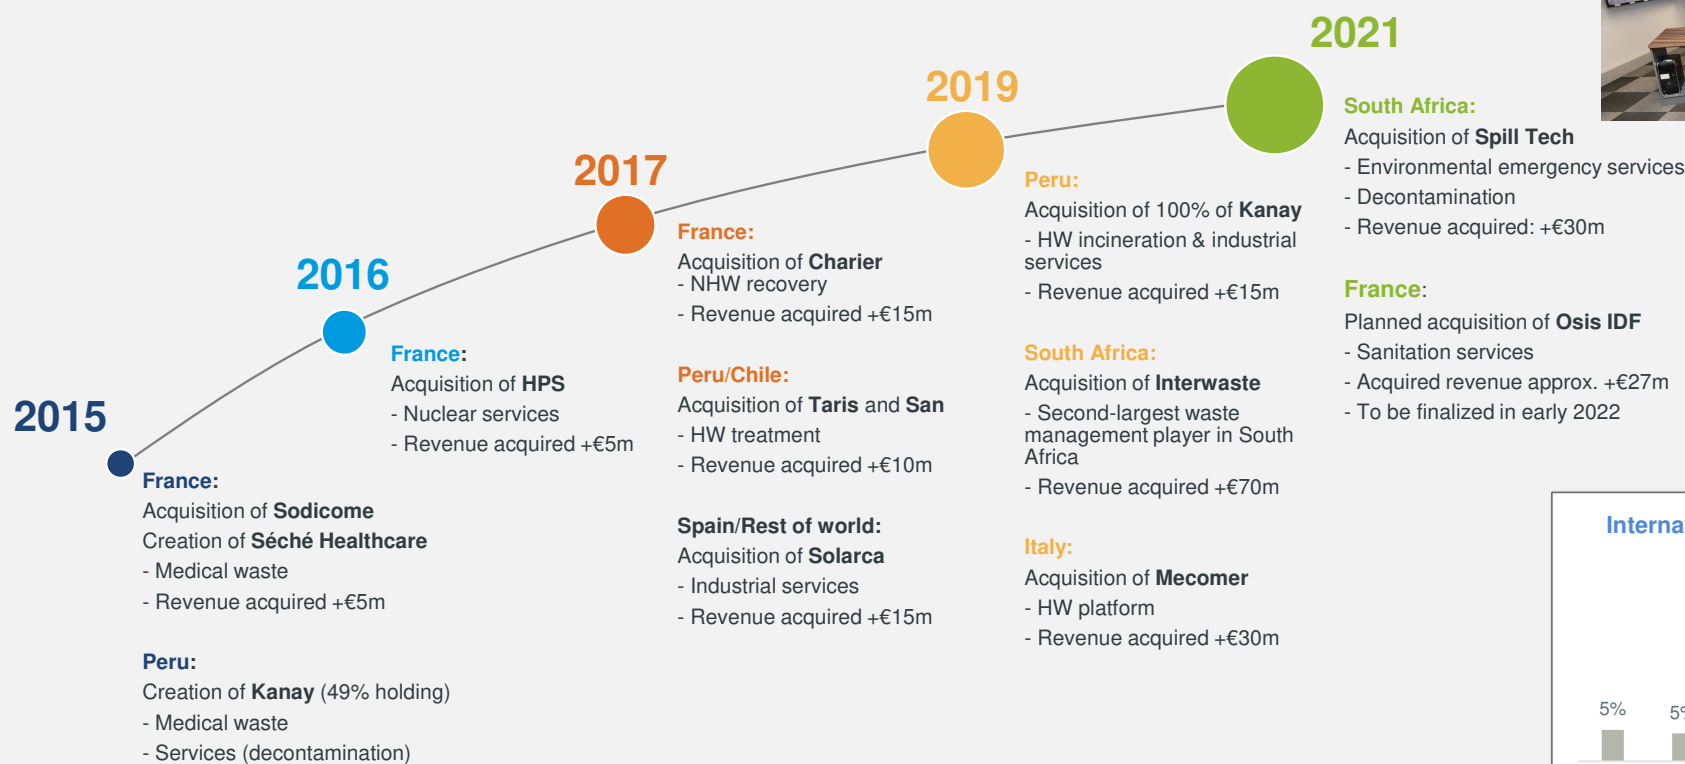 2015
France:
Acquisition of Sodicome
Creation of Séché Healthcare
- Medical waste
- Revenue acquired +€5m
Peru:
Creation of Kanay (49% holding)
- Medical waste
- Services (decontamination)
2016
France:
Acquisition of HPS
- Nuclear services
- Revenue acquired +€5m
2017
France:
Acquisition of Charier
- NHW recovery
- Revenue acquired +€15m
Peru/Chile:
Acquisition of Taris and San
- HW treatment
- Revenue acquired +€10m
Spain/Rest of world:
Acquisition of Solarca
- Industrial services
- Revenue acquired +€15m
2019
Peru:
Acquisition of 100% of Kanay
- HW incineration & industrial
services
- Revenue acquired +€15m
South Africa:
Acquisition of Interwaste
- Second-largest waste
management player in South
Africa
- Revenue acquired +€70m
Italy:
Acquisition of Mecomer
- HW platform
- Revenue acquired +€30m
2021
South Africa:
Acquisition of Spill Tech
- Environmental emergency services
- Decontamination
- Revenue acquired: +€30m
France:
Planned acquisition of Osis IDF
- Sanitation services
- Acquired revenue approx. +€27m
- To be finalized in early 2022
Interna
5%